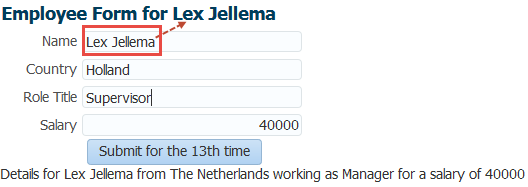 Employee Form for Lex Jellema
Name Lex Jellema
Country Holland
Role Title Supervisor
Salary 40000
Submit for the 13th time
Details for Lex Jellema from The Netherlands working as Manager for a salary of 40000